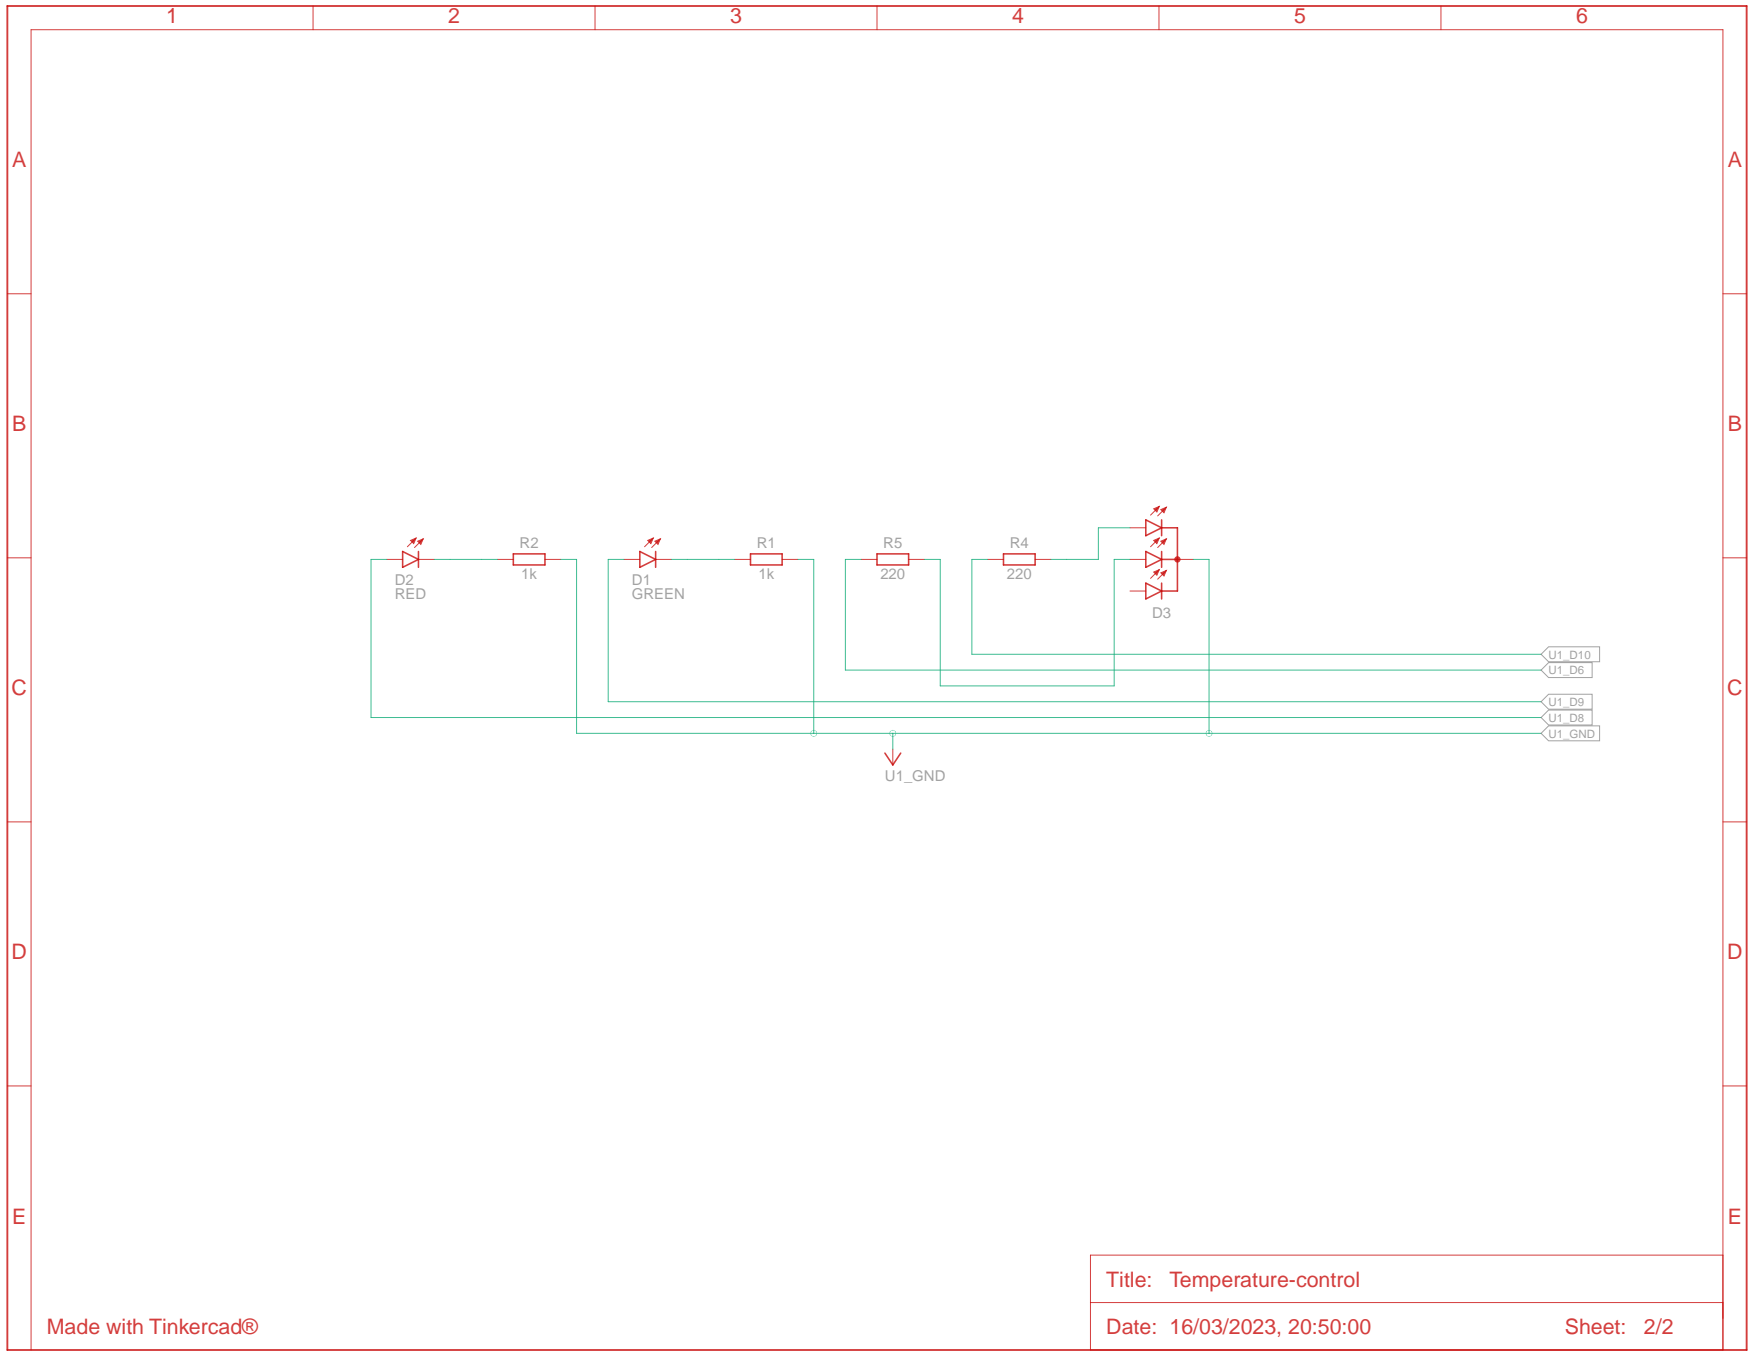 1 2 3 4 5 6
A A
B B
R2 R1 R5 R4
1k 1k 220 220
D2 D1
RED GREEN
D3
U1_D10
U1_D6
C C
U1_D9
U1_D8
U1_GND
U1_GND
D D
E E
Title: Temperature-control
Made with Tinkercad®
Date: 16/03/2023, 20:50:00 Sheet: 2/2